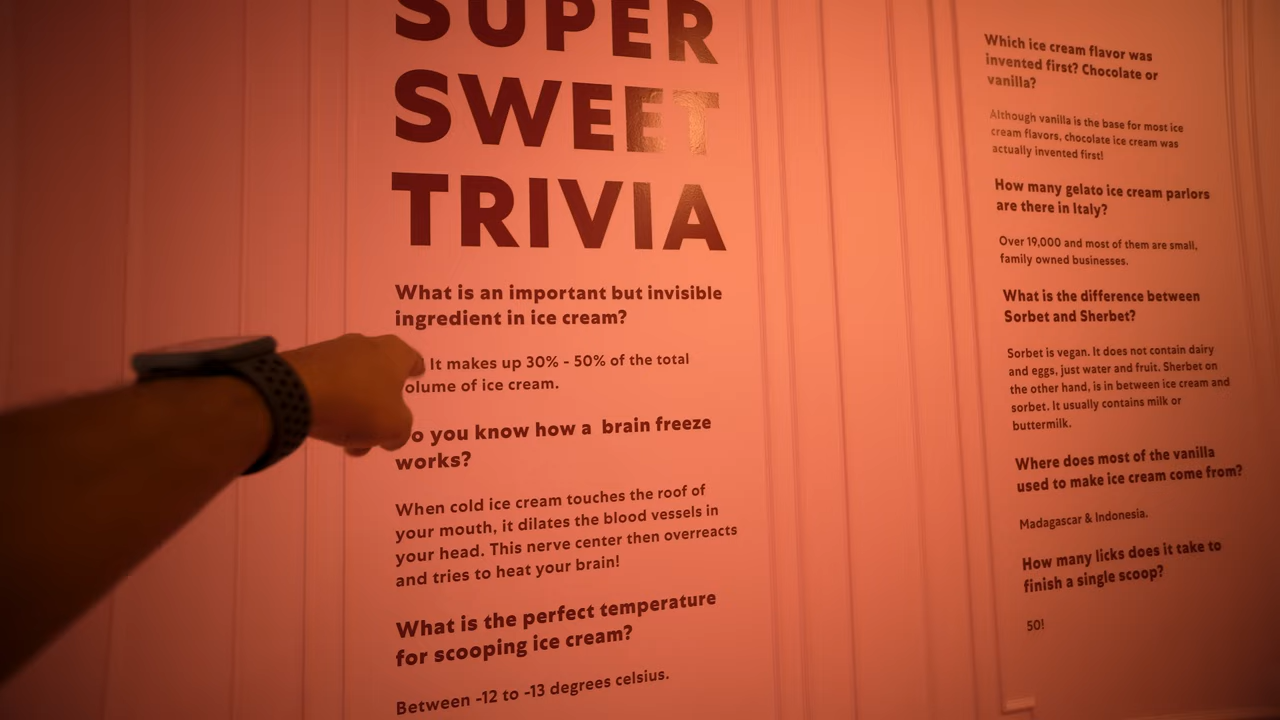 SUPER
SWEET
TRIVIA
What is an important but invisible
ingredient in ice cream?
It makes up 30% - 50% of the total
olume of ice cream.
o you know how a brain freeze
works?
When cold ice cream touches the roof of
your mouth, it dilates the blood vessels in
your head. This nerve center then overreacts
and tries to heat your brain!
What is the perfect temperature
for scooping ice cream?
Between -12 to -13 degrees celsius.
Which ice cream flavor was
invented first? Chocolate or
vanilla?
Although vanilla is the base for most ice
cream flavors, chocolate ice cream was
actually invented first!
How many gelato ice cream parlors
are there in Italy?
Over 19,000 and most of them are small,
family owned businesses.
What is the difference between
Sorbet and Sherbet?
Sorbet is vegan. It does not contain dairy
and eggs, just water and fruit. Sherbet on
the other hand, is in between ice cream and
sorbet. It usually contains milk or
buttermilk.
Where does most of the vanilla
used to make ice cream come from?
Madagascar & Indonesia.
How many licks does it take to
finish a single scoop?
50!